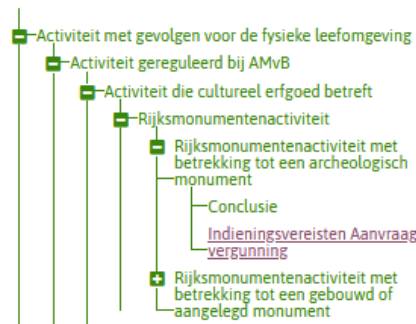 Activiteit met gevolgen voor de fysieke leefomgeving
Activiteit gereguleerd bij AMvB
Activiteit die cultureel erfgoed betreft
Rijksmonumentenactiviteit
Rijksmonumentenactiviteit met
betrekking tot een archeologisch
monument
Conclusie
Indieningsvereisten Aanvraag
vergunning
Rijksmonumentenactiviteit met
betrekking tot een gebouwd of
aangelegd monument